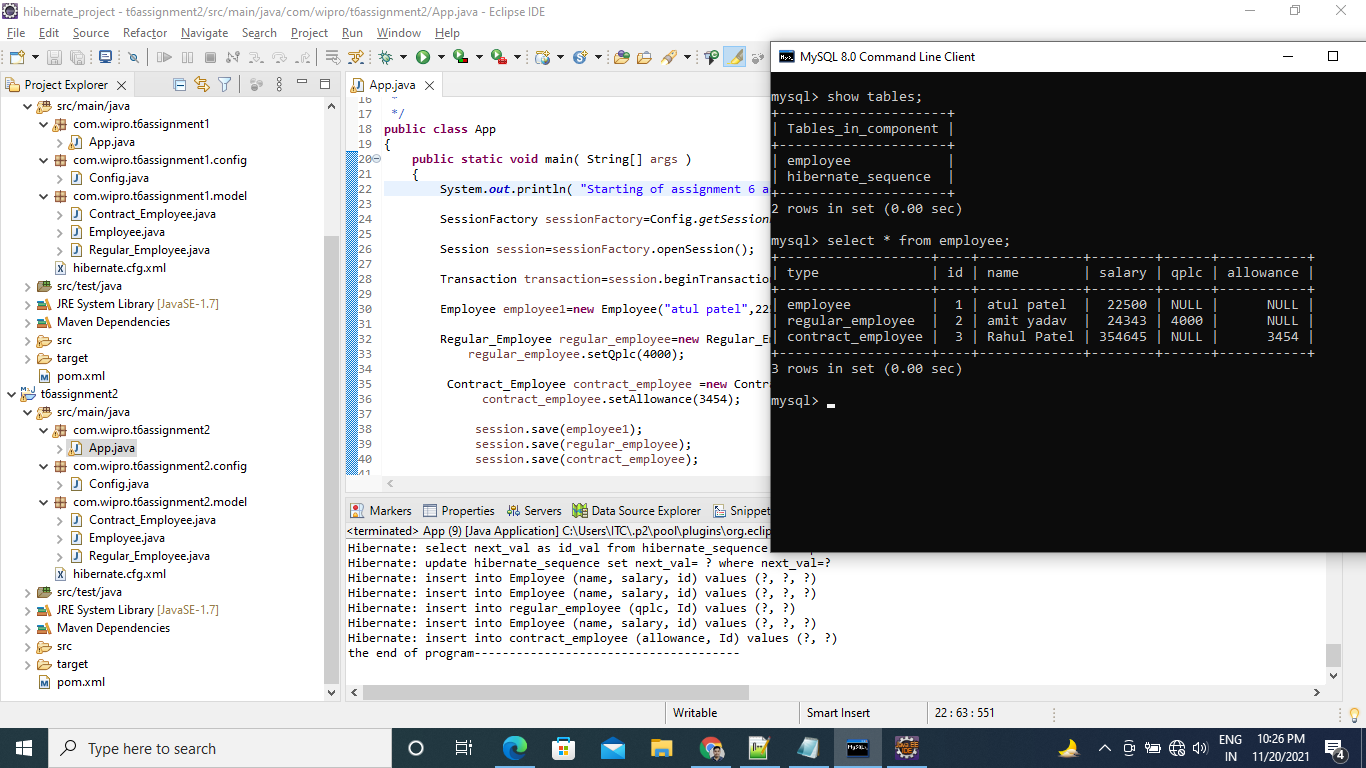 hibernate_project - t6assignment2/src/main/java/com/wipro/t6assignment2/App.java - Eclipse IDE
File Edit Source Refactor Navigate Search Project Run Window Help
Project Explorer
src/main/java
com.wipro.t6assignment1
App.java
com.wipro.t6assignment1.config
Config.java
com.wipro.t6assignment1.model
Contract_Employee.java
Employee.java
Regular_Employee.java
hibernate.cfg.xml
src/test/java
JRE System Library [JavaSE-1.7]
Maven Dependencies
src
target
pom.xml
t6assignment2
src/main/java
com.wipro.t6assignment2
App.java
com.wipro.t6assignment2.config
Config.java
com.wipro.t6assignment2.model
Contract_Employee.java
Employee.java
Regular_Employee.java
hibernate.cfg.xml
src/test/java
JRE System Library [JavaSE-1.7]
Maven Dependencies
src
target
pom.xml
App.java
16 *
17 */
18 public class App
19 {
20 public static void main( String[] args )
21 {
22 System.out.println( "Starting of assignment 6 a
23
24 SessionFactory sessionFactory=Config.getSession
25
26 Session session=sessionFactory.openSession();
27
28 Transaction transaction=session.beginTransaction
29
30 Employee employee1=new Employee("atul patel",22
31
32 Regular_Employee regular_employee=new Regular_Em
33 regular_employee.setQplc(4000);
34
35 Contract_Employee contract_employee =new Contr
36 contract_employee.setAllowance(3454);
37
38 session.save(employee1);
39 session.save(regular_employee);
40 session.save(contract_employee);
41
MySQL 8.0 Command Line Client
mysql> show tables;
+---------------------+
| Tables_in_component |
+---------------------+
| employee            |
| hibernate_sequence  |
+---------------------+
2 rows in set (0.00 sec)
mysql> select * from employee;
+-------------------+----+-------------+--------+------+-----------+
| type              | id | name        | salary | qplc | allowance |
+-------------------+----+-------------+--------+------+-----------+
| employee          |  1 | atul patel  |  22500 | NULL |      NULL |
| regular_employee  |  2 | amit yadav  |  24343 | 4000 |      NULL |
| contract_employee |  3 | Rahul Patel | 354645 | NULL |      3454 |
+-------------------+----+-------------+--------+------+-----------+
3 rows in set (0.00 sec)
mysql> _
Markers Properties Servers Data Source Explorer Snippet
<terminated> App (9) [Java Application] C:\Users\ITC\.p2\pool\plugins\org.eclip
Hibernate: select next_val as id_val from hibernate_sequence
Hibernate: update hibernate_sequence set next_val= ? where next_val=?
Hibernate: insert into Employee (name, salary, id) values (?, ?, ?)
Hibernate: insert into Employee (name, salary, id) values (?, ?, ?)
Hibernate: insert into regular_employee (qplc, Id) values (?, ?)
Hibernate: insert into Employee (name, salary, id) values (?, ?, ?)
Hibernate: insert into contract_employee (allowance, Id) values (?, ?)
the end of program--------------------------------------
Writable Smart Insert 22 : 63 : 551
Type here to search
ENG
IN
10:26 PM
11/20/2021
4